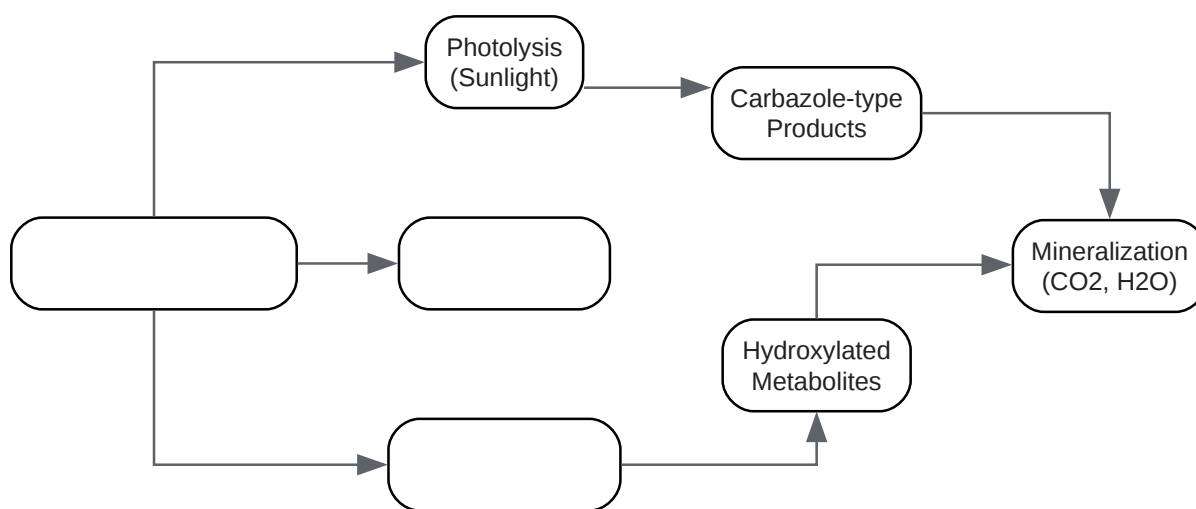 Photolysis
(Sunlight)
Carbazole-type
Products
Mineralization
(CO2, H2O)
Hydroxylated
Metabolites